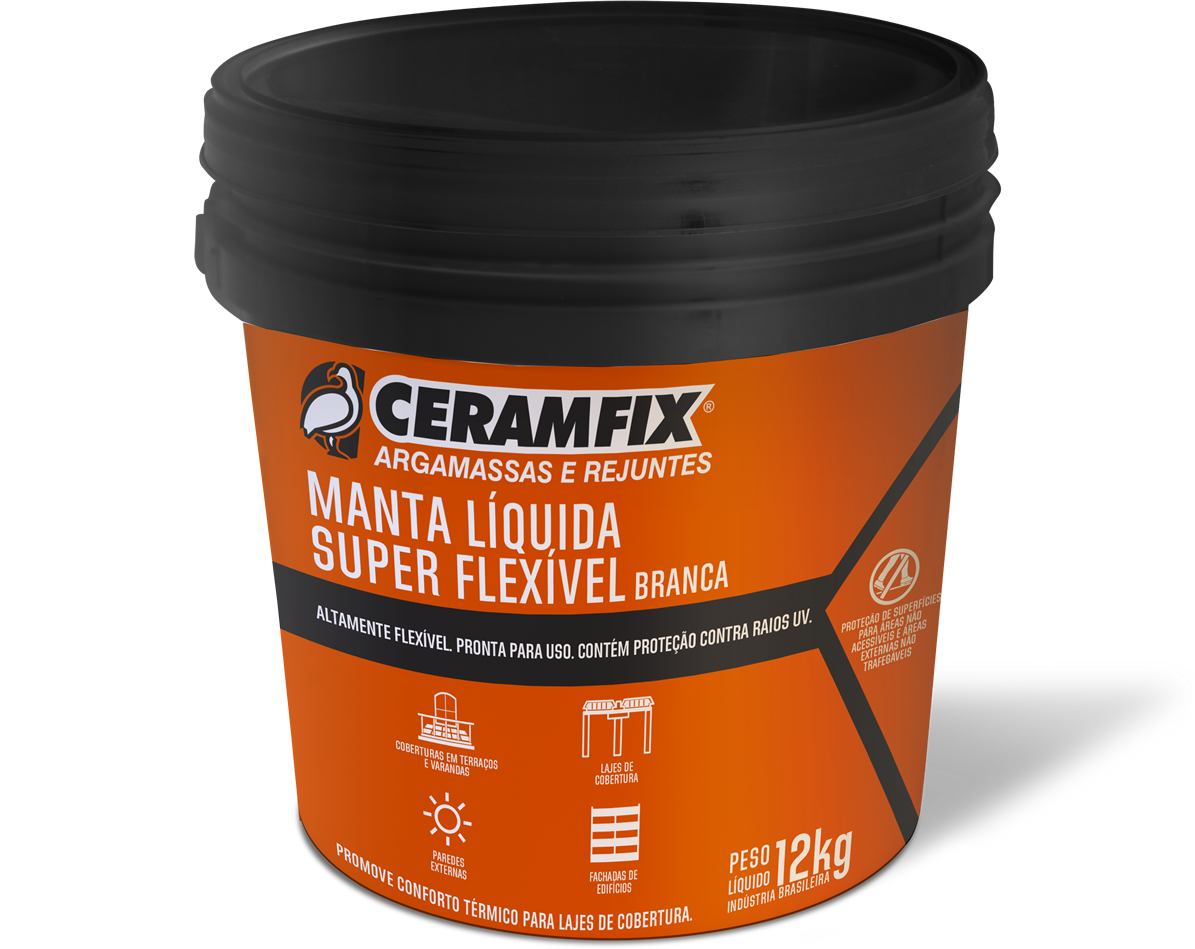 CERAMFIX®
ARGAMASSAS E REJUNTES
MANTA LÍQUIDA
SUPER FLEXÍVEL BRANCA
ALTAMENTE FLEXÍVEL. PRONTA PARA USO. CONTÉM PROTEÇÃO CONTRA RAIOS UV.
PROTEÇÃO DE SUPERFÍCIES
PARA ÁREAS NÃO
ACESSÍVEIS E ÁREAS
EXTERNAS NÃO
TRAFEGÁVEIS
COBERTURAS EM TERRAÇOS
E VARANDAS
LAJES DE
COBERTURA
PAREDES
EXTERNAS
FACHADAS DE
EDIFÍCIOS
PROMOVE CONFORTO TÉRMICO PARA LAJES DE COBERTURA.
PESO
LÍQUIDO 12kg
INDÚSTRIA BRASILEIRA